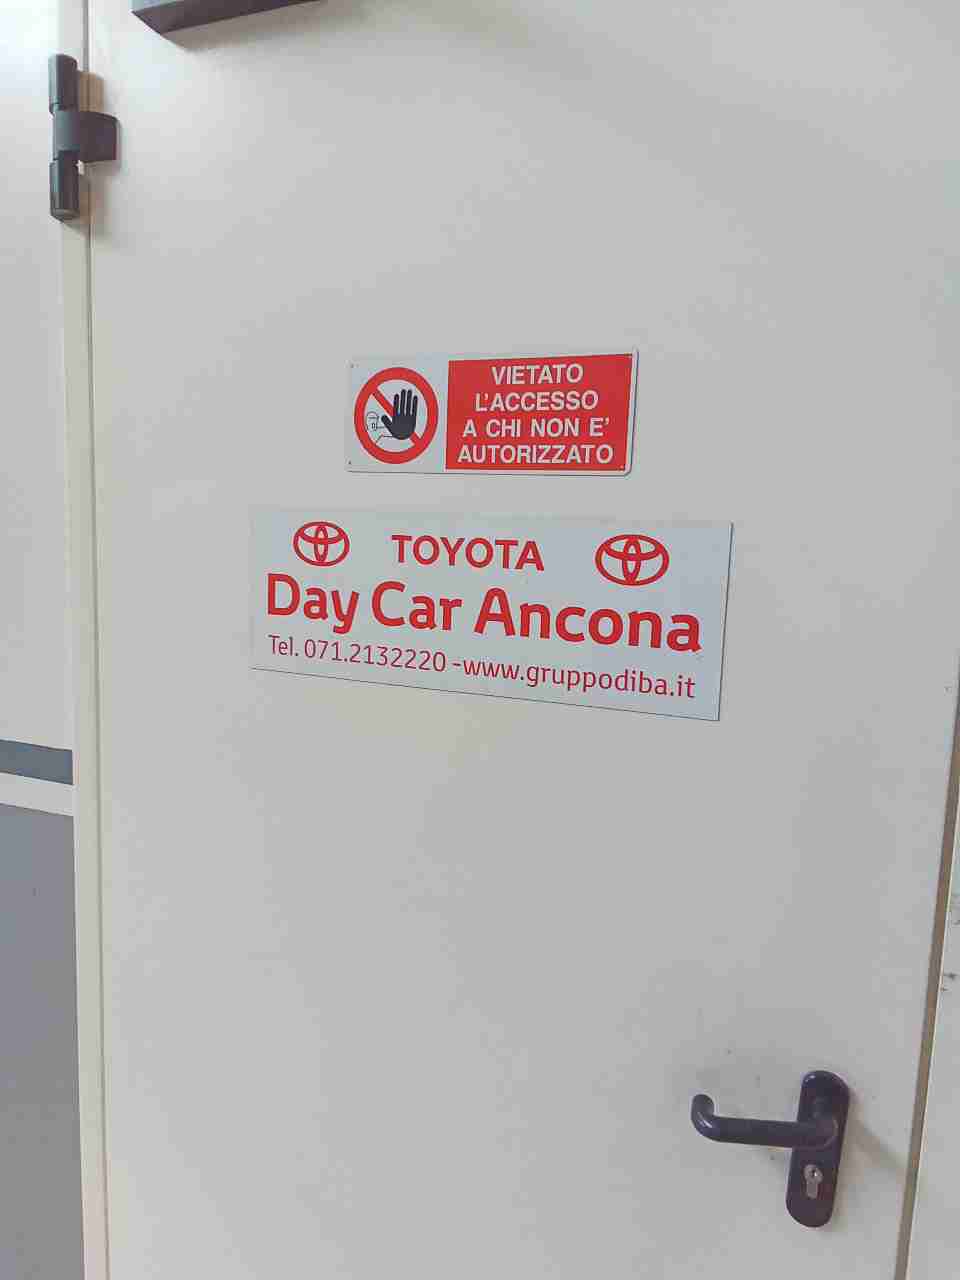 VIETATO
L'ACCESSO
A CHI NON E'
AUTORIZZATO
TOYOTA
Day Car Ancona
Tel. 071.2132220 -www.gruppodiba.it